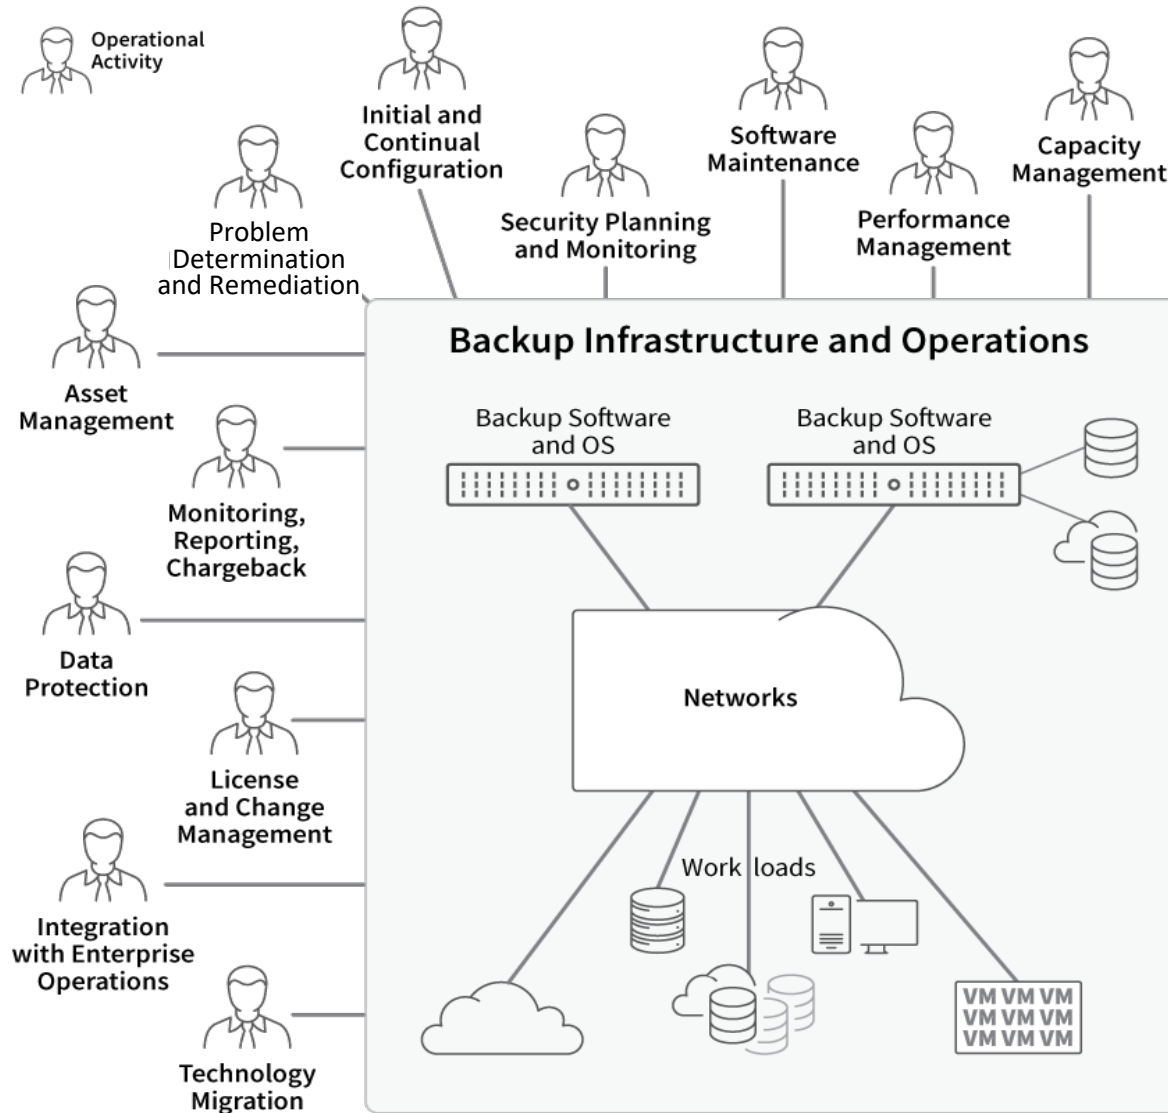 Operational
Activity
Initial and
Continual
Configuration
Software
Maintenance
Capacity
Management
Problem
Determination
and Remediation
Security Planning
and Monitoring
Performance
Management
Asset
Management
Monitoring,
Reporting,
Chargeback
Data
Protection
License
and Change
Management
Integration
with Enterprise
Operations
Technology
Migration
Backup Infrastructure and Operations
Backup Software
and OS
Backup Software
and OS
Networks
Work loads
VM VM VM
VM VM VM
VM VM VM